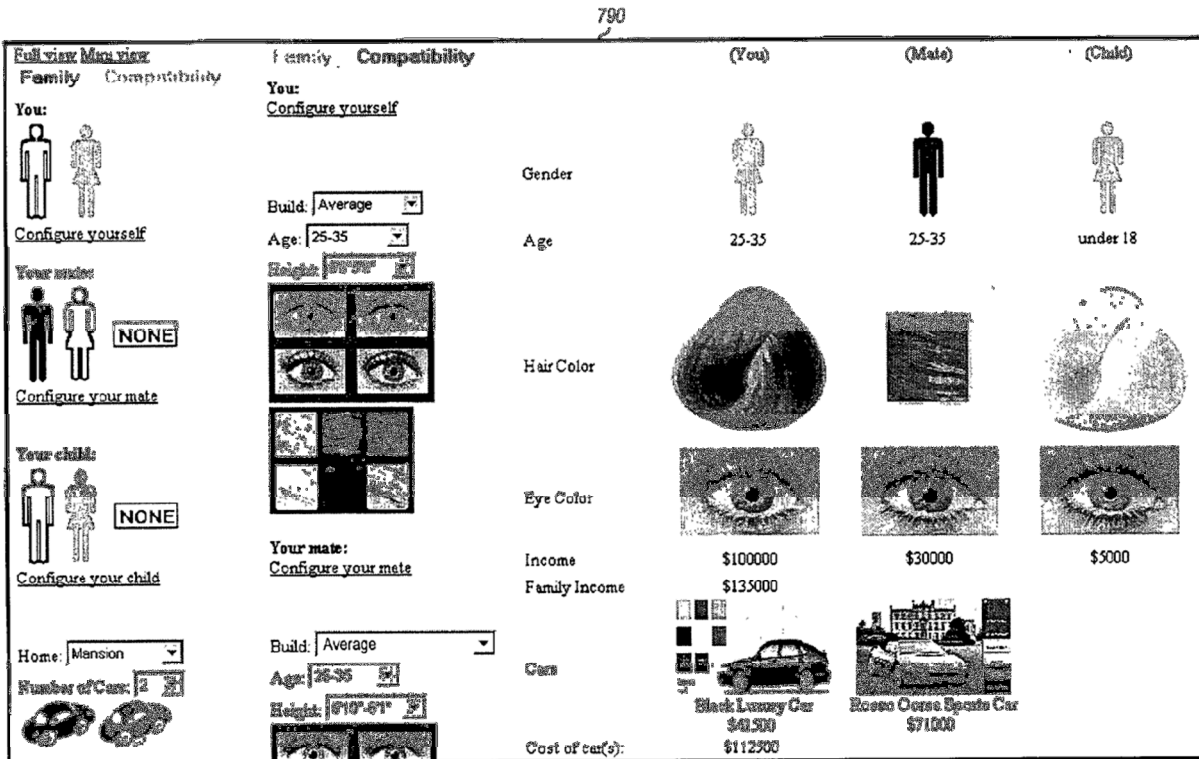 790
Full view Man view
Family Compatibility
You:
Configure yourself
Your mate:
NONE
Configure your mate
Your child:
NONE
Configure your child
Home: Mansion
Number of Cars: 2
Family Compatibility
You:
Configure yourself
Build: Average
Age: 25-35
Height:
Your mate:
Configure your mate
Build: Average
Age: 25-35
Height:
(You) (Mate) (Child)
Gender
Age 25-35 25-35 under 18
Hair Color
Eye Color
Income $100000 $30000 $5000
Family Income $135000
Cars
Black Luxury Car Rosso Corsa Sports Car
$41500 $71000
Cost of car(s): $112500